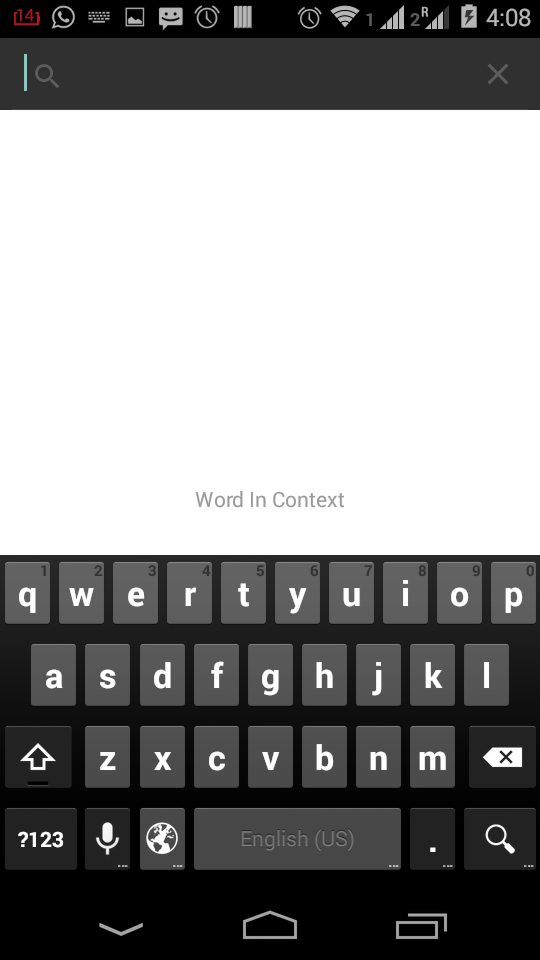 14 1 2 R 4:08
Word In Context
1 2 3 4 5 6 7 8 9 0
q w e r t y u i o p
a s d f g h j k l
z x c v b n m
?123 English (US) .